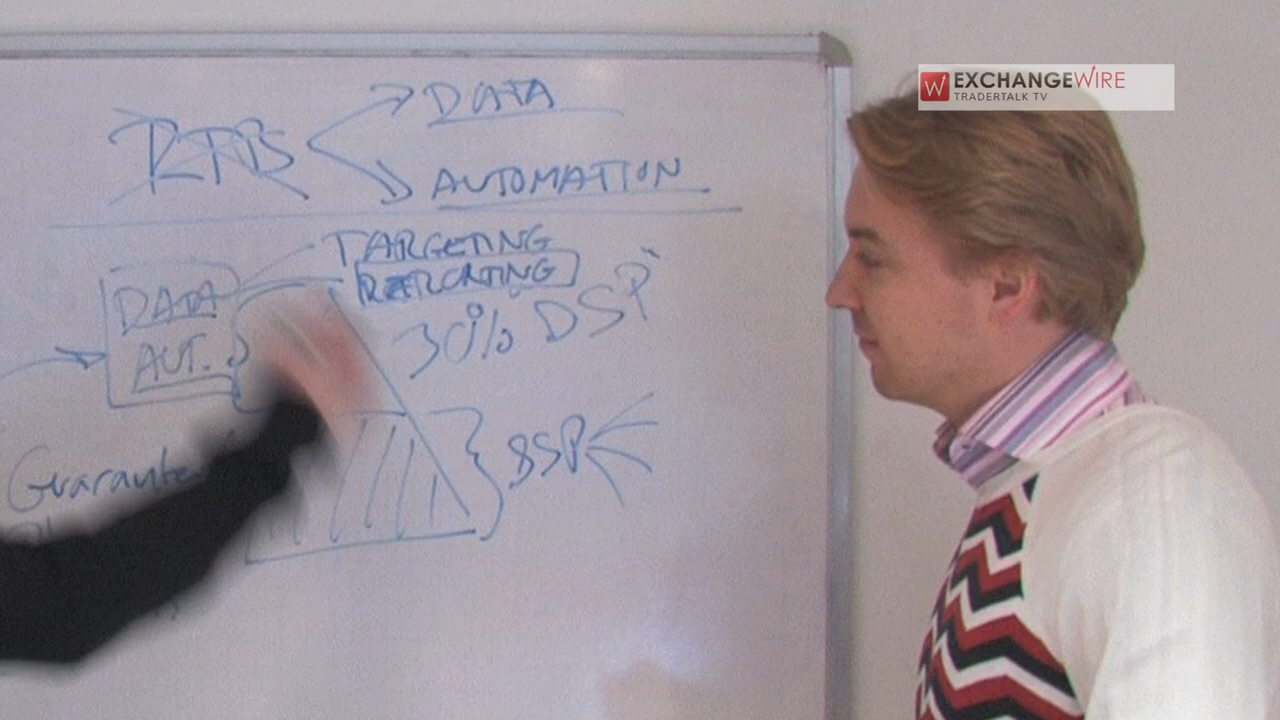 EXCHANGEWIRE
TRADERTALK TV
RTB
DATA
AUTOMATION
TARGETING
REPORTING
DATA
AUT.
30% DSP
SSP
Guarante